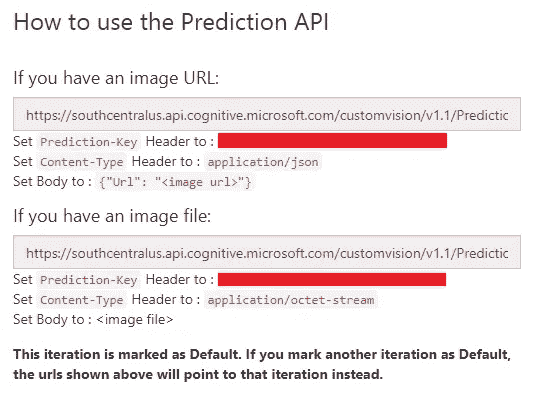 How to use the Prediction API
If you have an image URL:
https://southcentralus.api.cognitive.microsoft.com/customvision/v1.1/Predictic
Set Prediction-Key Header to :
Set Content-Type Header to : application/json
Set Body to : {"Url": "<image url>"}
If you have an image file:
https://southcentralus.api.cognitive.microsoft.com/customvision/v1.1/Predictic
Set Prediction-Key Header to :
Set Content-Type Header to : application/octet-stream
Set Body to : <image file>
This iteration is marked as Default. If you mark another iteration as Default,
the urls shown above will point to that iteration instead.